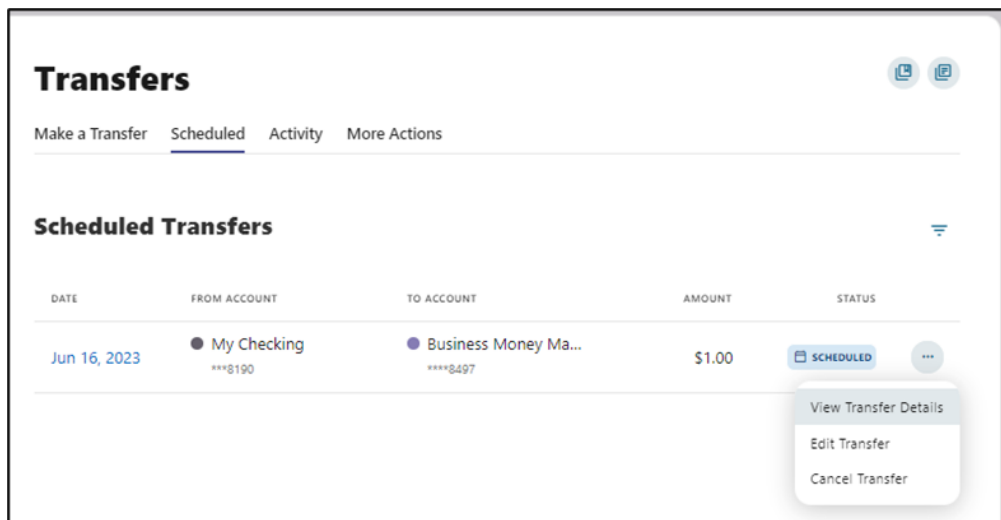 Transfers
Make a Transfer Scheduled Activity More Actions
Scheduled Transfers
DATE FROM ACCOUNT TO ACCOUNT AMOUNT STATUS
Jun 16, 2023 My Checking Business Money Ma... $1.00 SCHEDULED ...
***8190 ****8497
View Transfer Details
Edit Transfer
Cancel Transfer